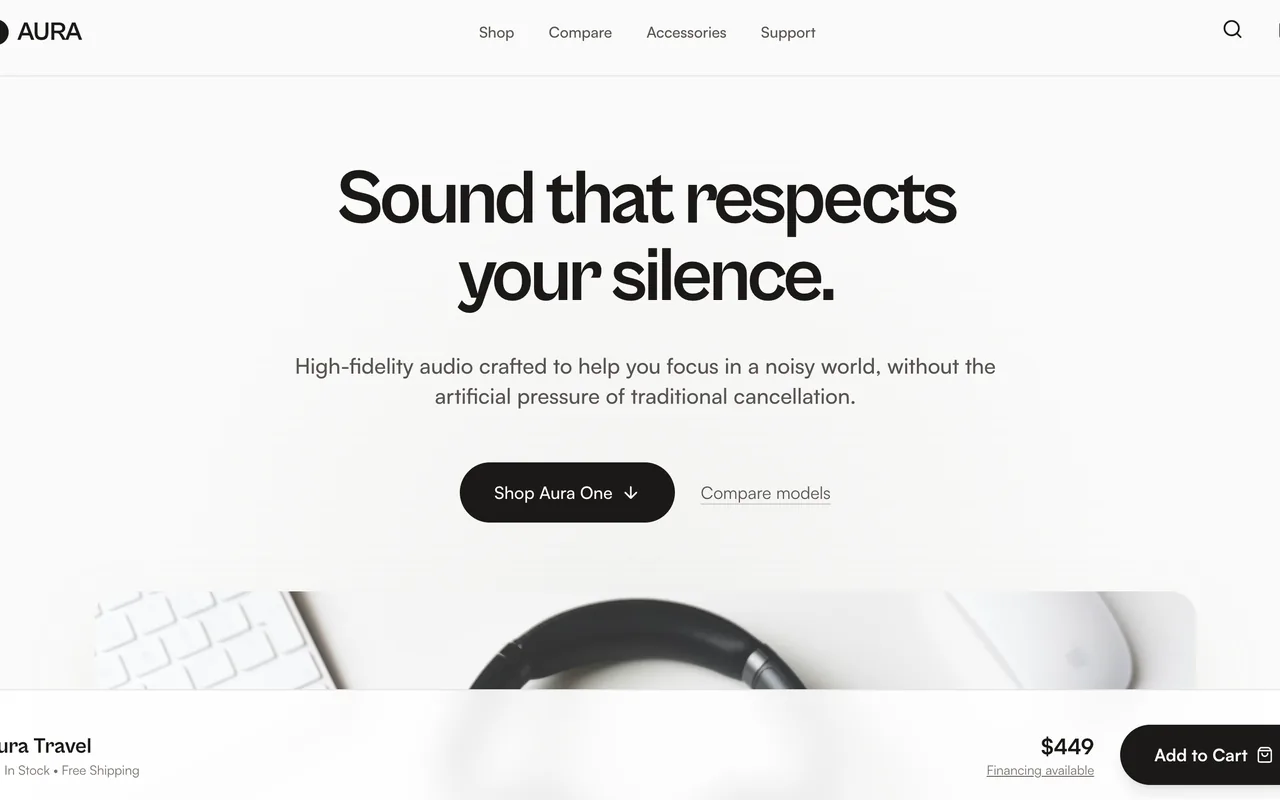 AURA
Shop Compare Accessories Support
Sound that respects
your silence.
High-fidelity audio crafted to help you focus in a noisy world, without the
artificial pressure of traditional cancellation.
Shop Aura One
Compare models
ura Travel
In Stock • Free Shipping
$449
Financing available
Add to Cart